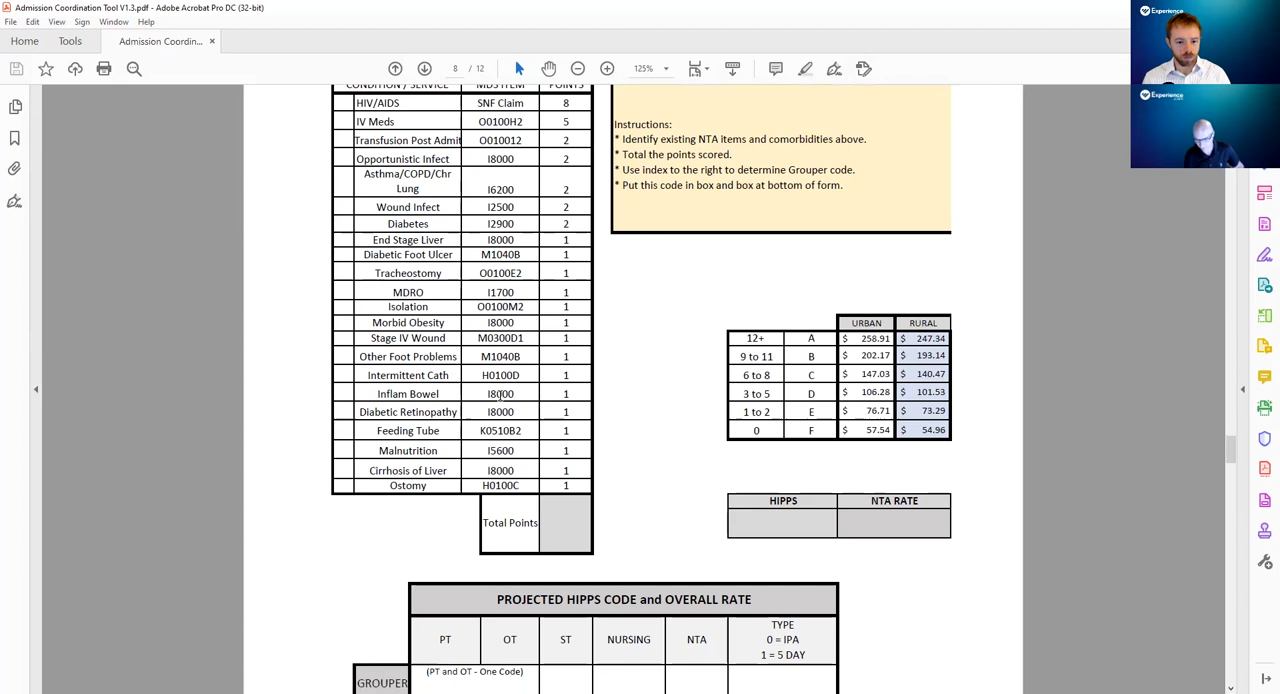 Admission Coordination Tool V1.3.pdf - Adobe Acrobat Pro DC (32-bit)
File Edit View Sign Window Help
Home Tools Admission Coordin... ×
8 / 12 125%
CONDITION / SERVICE MDS ITEM POINTS
HIV/AIDS SNF Claim 8
IV Meds O0100H2 5
Transfusion Post Admit O010012 2
Opportunistic Infect I8000 2
Asthma/COPD/Chr
Lung I6200 2
Wound Infect I2500 2
Diabetes I2900 2
End Stage Liver I8000 1
Diabetic Foot Ulcer M1040B 1
Tracheostomy O0100E2 1
MDRO I1700 1
Isolation O0100M2 1
Morbid Obesity I8000 1
Stage IV Wound M0300D1 1
Other Foot Problems M1040B 1
Intermittent Cath H0100D 1
Inflam Bowel I8000 1
Diabetic Retinopathy I8000 1
Feeding Tube K0510B2 1
Malnutrition I5600 1
Cirrhosis of Liver I8000 1
Ostomy H0100C 1
Total Points
Instructions:
* Identify existing NTA items and comorbidities above.
* Total the points scored.
* Use index to the right to determine Grouper code.
* Put this code in box and box at bottom of form.
URBAN RURAL
12+ A $ 258.91 $ 247.34
9 to 11 B $ 202.17 $ 193.14
6 to 8 C $ 147.03 $ 140.47
3 to 5 D $ 106.28 $ 101.53
1 to 2 E $ 76.71 $ 73.29
0 F $ 57.54 $ 54.96
HIPPS NTA RATE
PROJECTED HIPPS CODE and OVERALL RATE
PT OT ST NURSING NTA TYPE
0 = IPA
1 = 5 DAY
(PT and OT - One Code)
GROUPER
Experience
Experience